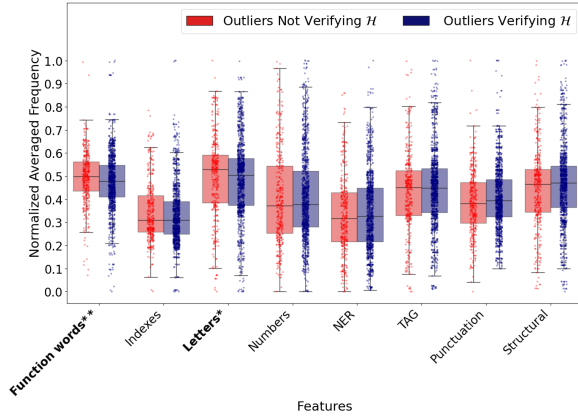 Outliers Not Verifying ℋ
Outliers Verifying ℋ
Normalized Averaged Frequency
1.0
0.9
0.8
0.7
0.6
0.5
0.4
0.3
0.2
0.1
0.0
Function words**
Indexes
Letters*
Numbers
NER
TAG
Punctuation
Structural
Features